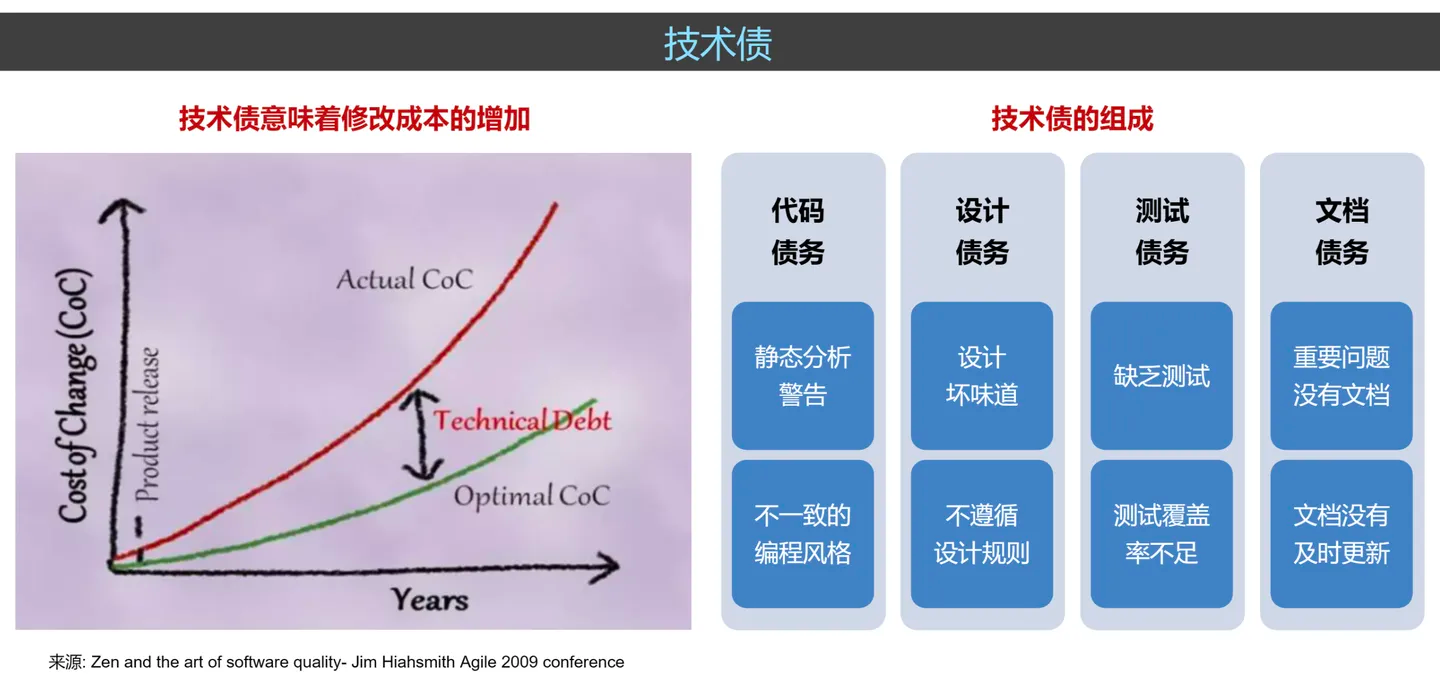 技术债
技术债意味着修改成本的增加
Cost of Change (CoC)
Product release
Actual CoC
Technical Debt
Optimal CoC
Years
技术债的组成
代码
债务
静态分析
警告
不一致的
编程风格
设计
债务
设计
坏味道
不遵循
设计规则
测试
债务
缺乏测试
测试覆盖
率不足
文档
债务
重要问题
没有文档
文档没有
及时更新
来源: Zen and the art of software quality- Jim Hiahsmith Agile 2009 conference